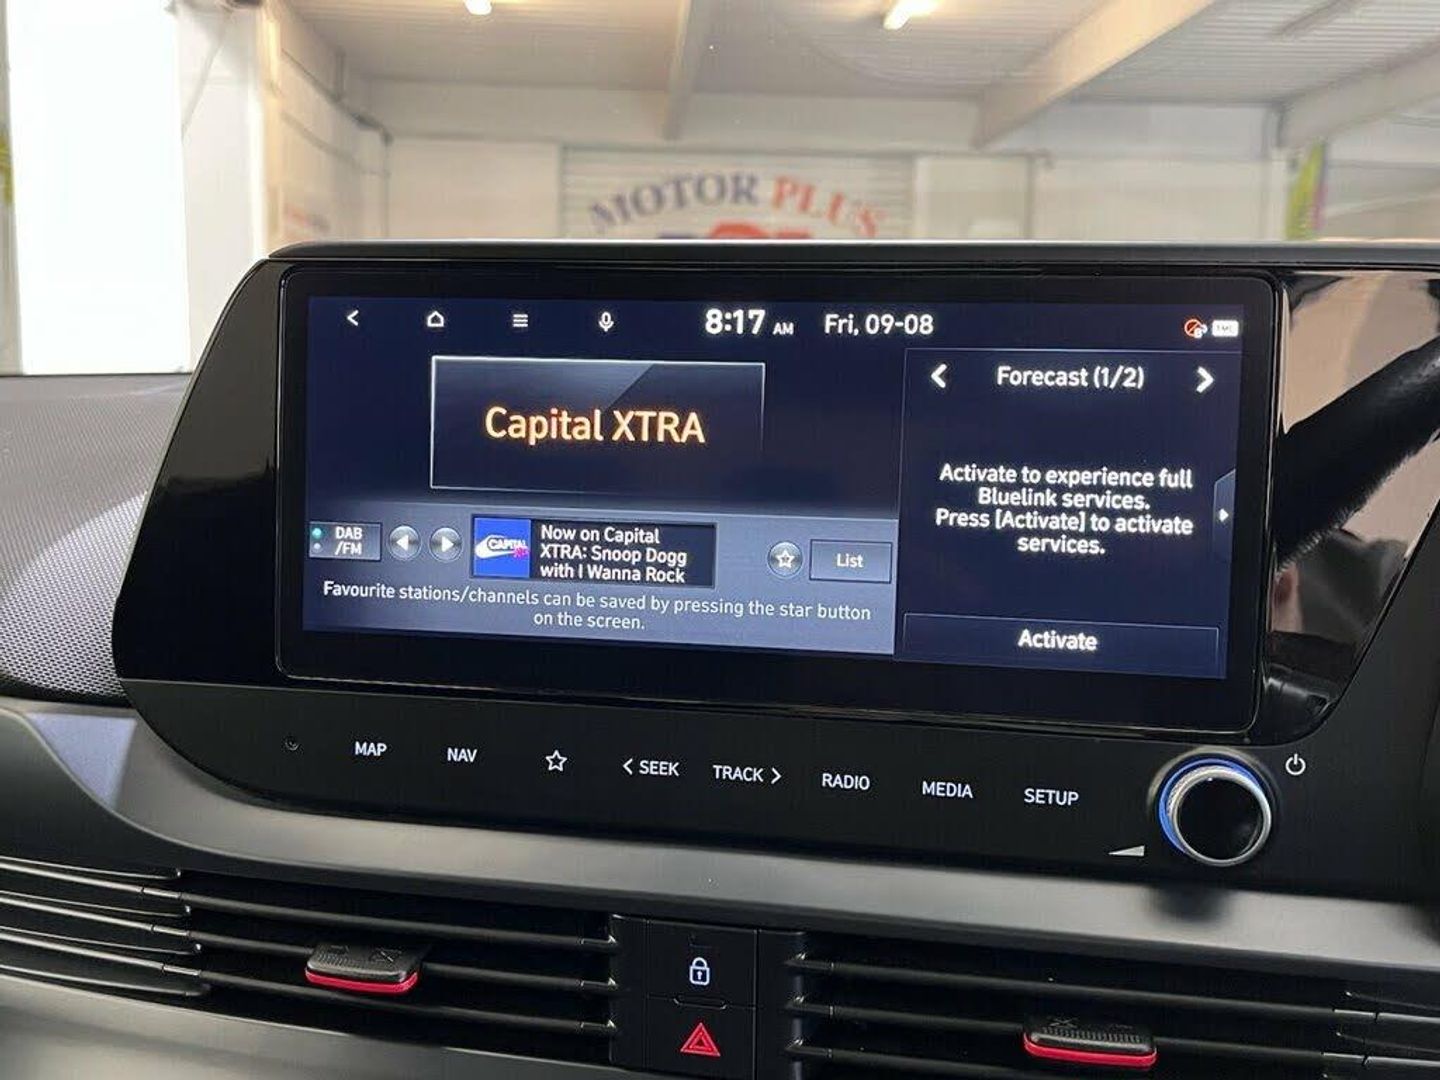 MOTOR PLUS
8:17 AM Fri, 09-08
Capital XTRA
Forecast (1/2)
Activate to experience full
Bluelink services.
Press [Activate] to activate
services.
Activate
DAB
/FM
CAPITAL
Now on Capital
XTRA: Snoop Dogg
with I Wanna Rock
List
Favourite stations/channels can be saved by pressing the star button
on the screen.
MAP
NAV
SEEK
TRACK
RADIO
MEDIA
SETUP